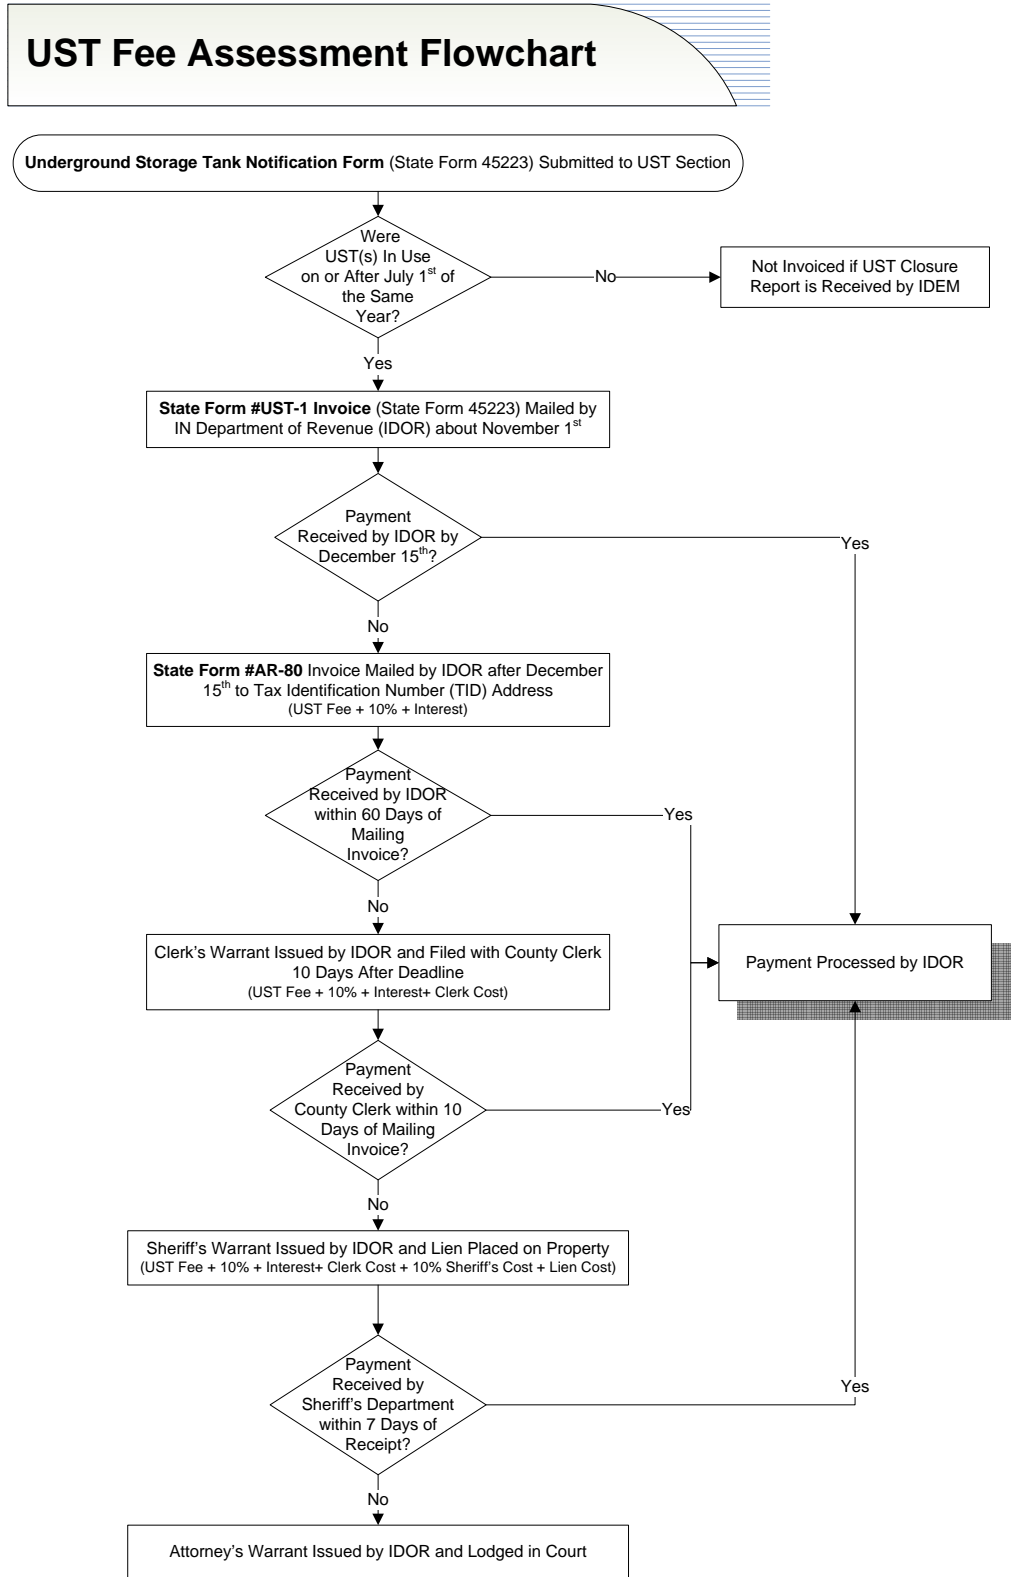 UST Fee Assessment Flowchart
Underground Storage Tank Notification Form (State Form 45223) Submitted to UST Section
Were
UST(s) In Use
on or After July 1st of
the Same
Year?
No
Not Invoiced if UST Closure
Report is Received by IDEM
Yes
State Form #UST-1 Invoice (State Form 45223) Mailed by
IN Department of Revenue (IDOR) about November 1st
Payment
Received by IDOR by
December 15th?
Yes
No
State Form #AR-80 Invoice Mailed by IDOR after December
15th to Tax Identification Number (TID) Address
(UST Fee + 10% + Interest)
Payment
Received by IDOR
within 60 Days of
Mailing
Invoice?
Yes
No
Clerk's Warrant Issued by IDOR and Filed with County Clerk
10 Days After Deadline
(UST Fee + 10% + Interest+ Clerk Cost)
Payment Processed by IDOR
Payment
Received by
County Clerk within 10
Days of Mailing
Invoice?
Yes
No
Sheriff's Warrant Issued by IDOR and Lien Placed on Property
(UST Fee + 10% + Interest+ Clerk Cost + 10% Sheriff's Cost + Lien Cost)
Payment
Received by
Sheriff's Department
within 7 Days of
Receipt?
Yes
No
Attorney's Warrant Issued by IDOR and Lodged in Court